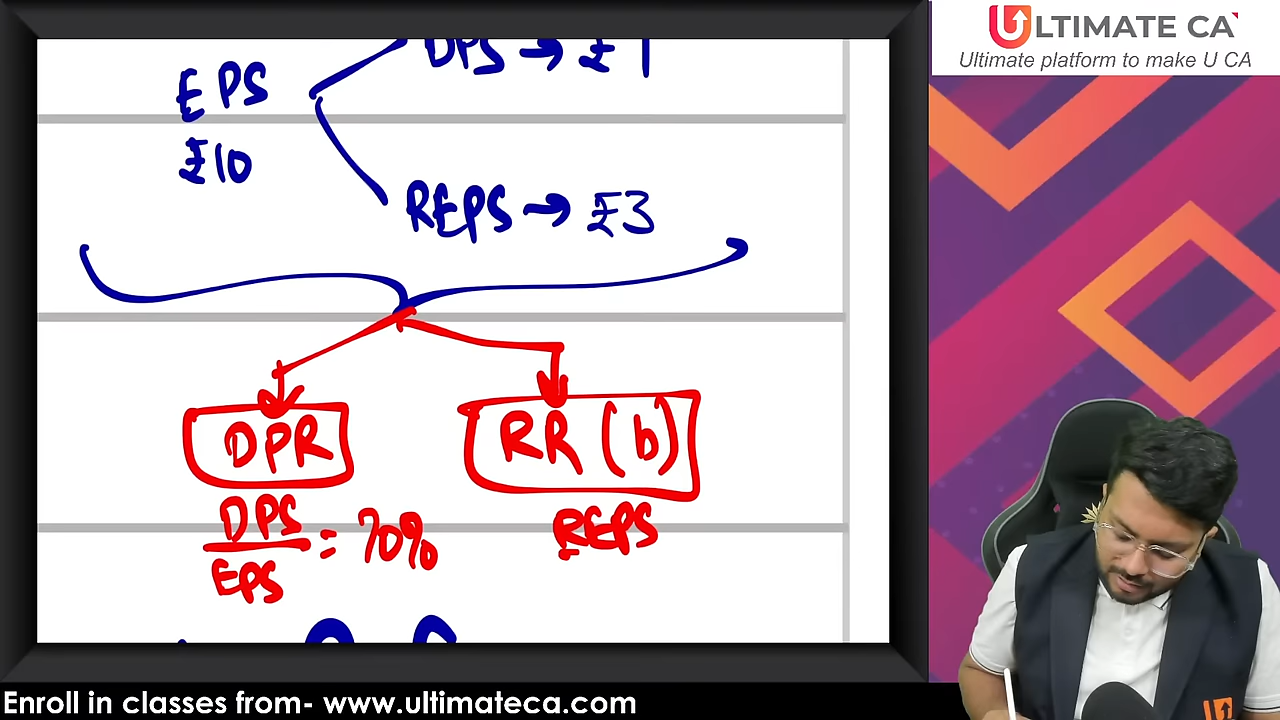 ULTIMATE CA
Ultimate platform to make U CA
DPS → ₹7
EPS
₹10
REPS → ₹3
DPR
RR (b)
DPS
EPS
= 70%
REPS
Enroll in classes from- www.ultimateca.com